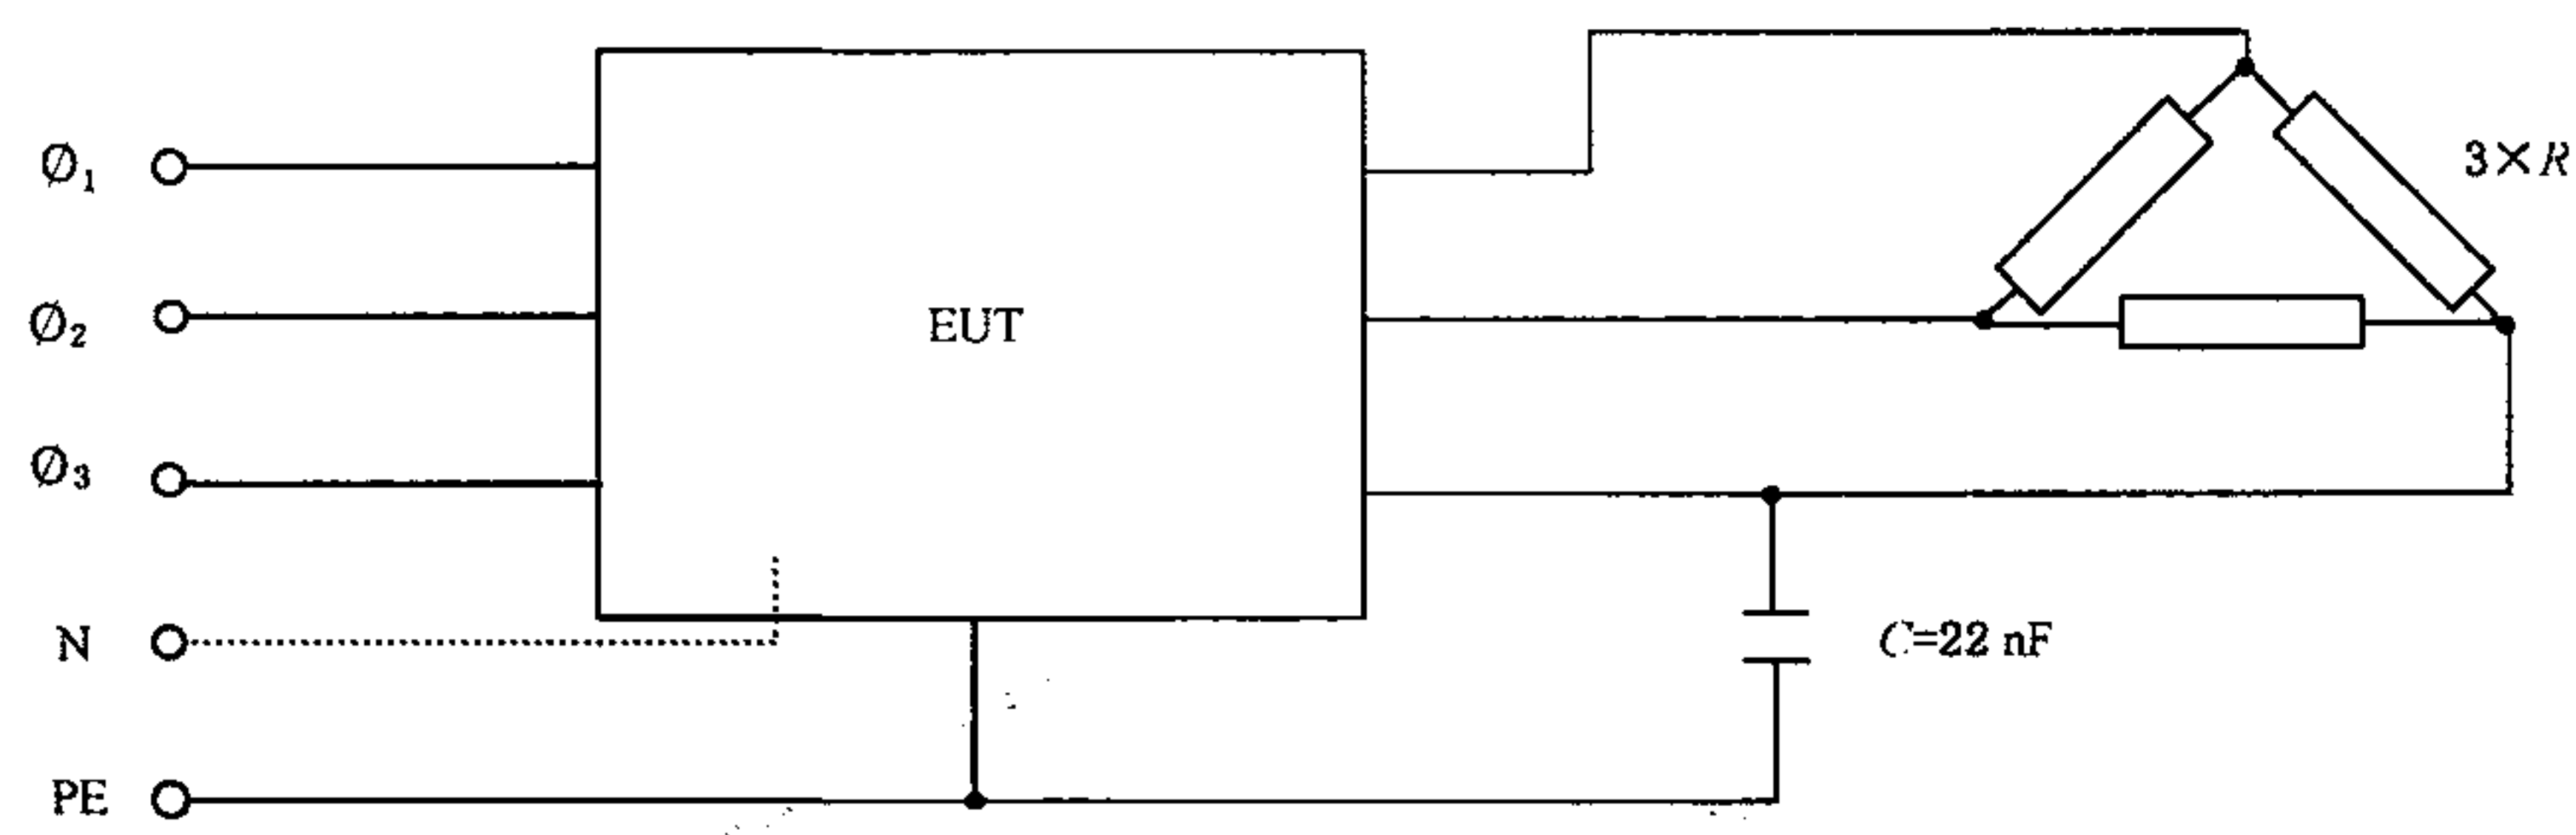 Ø₁
3×R
Ø₂
EUT
Ø₃
N
C=22 nF
PE